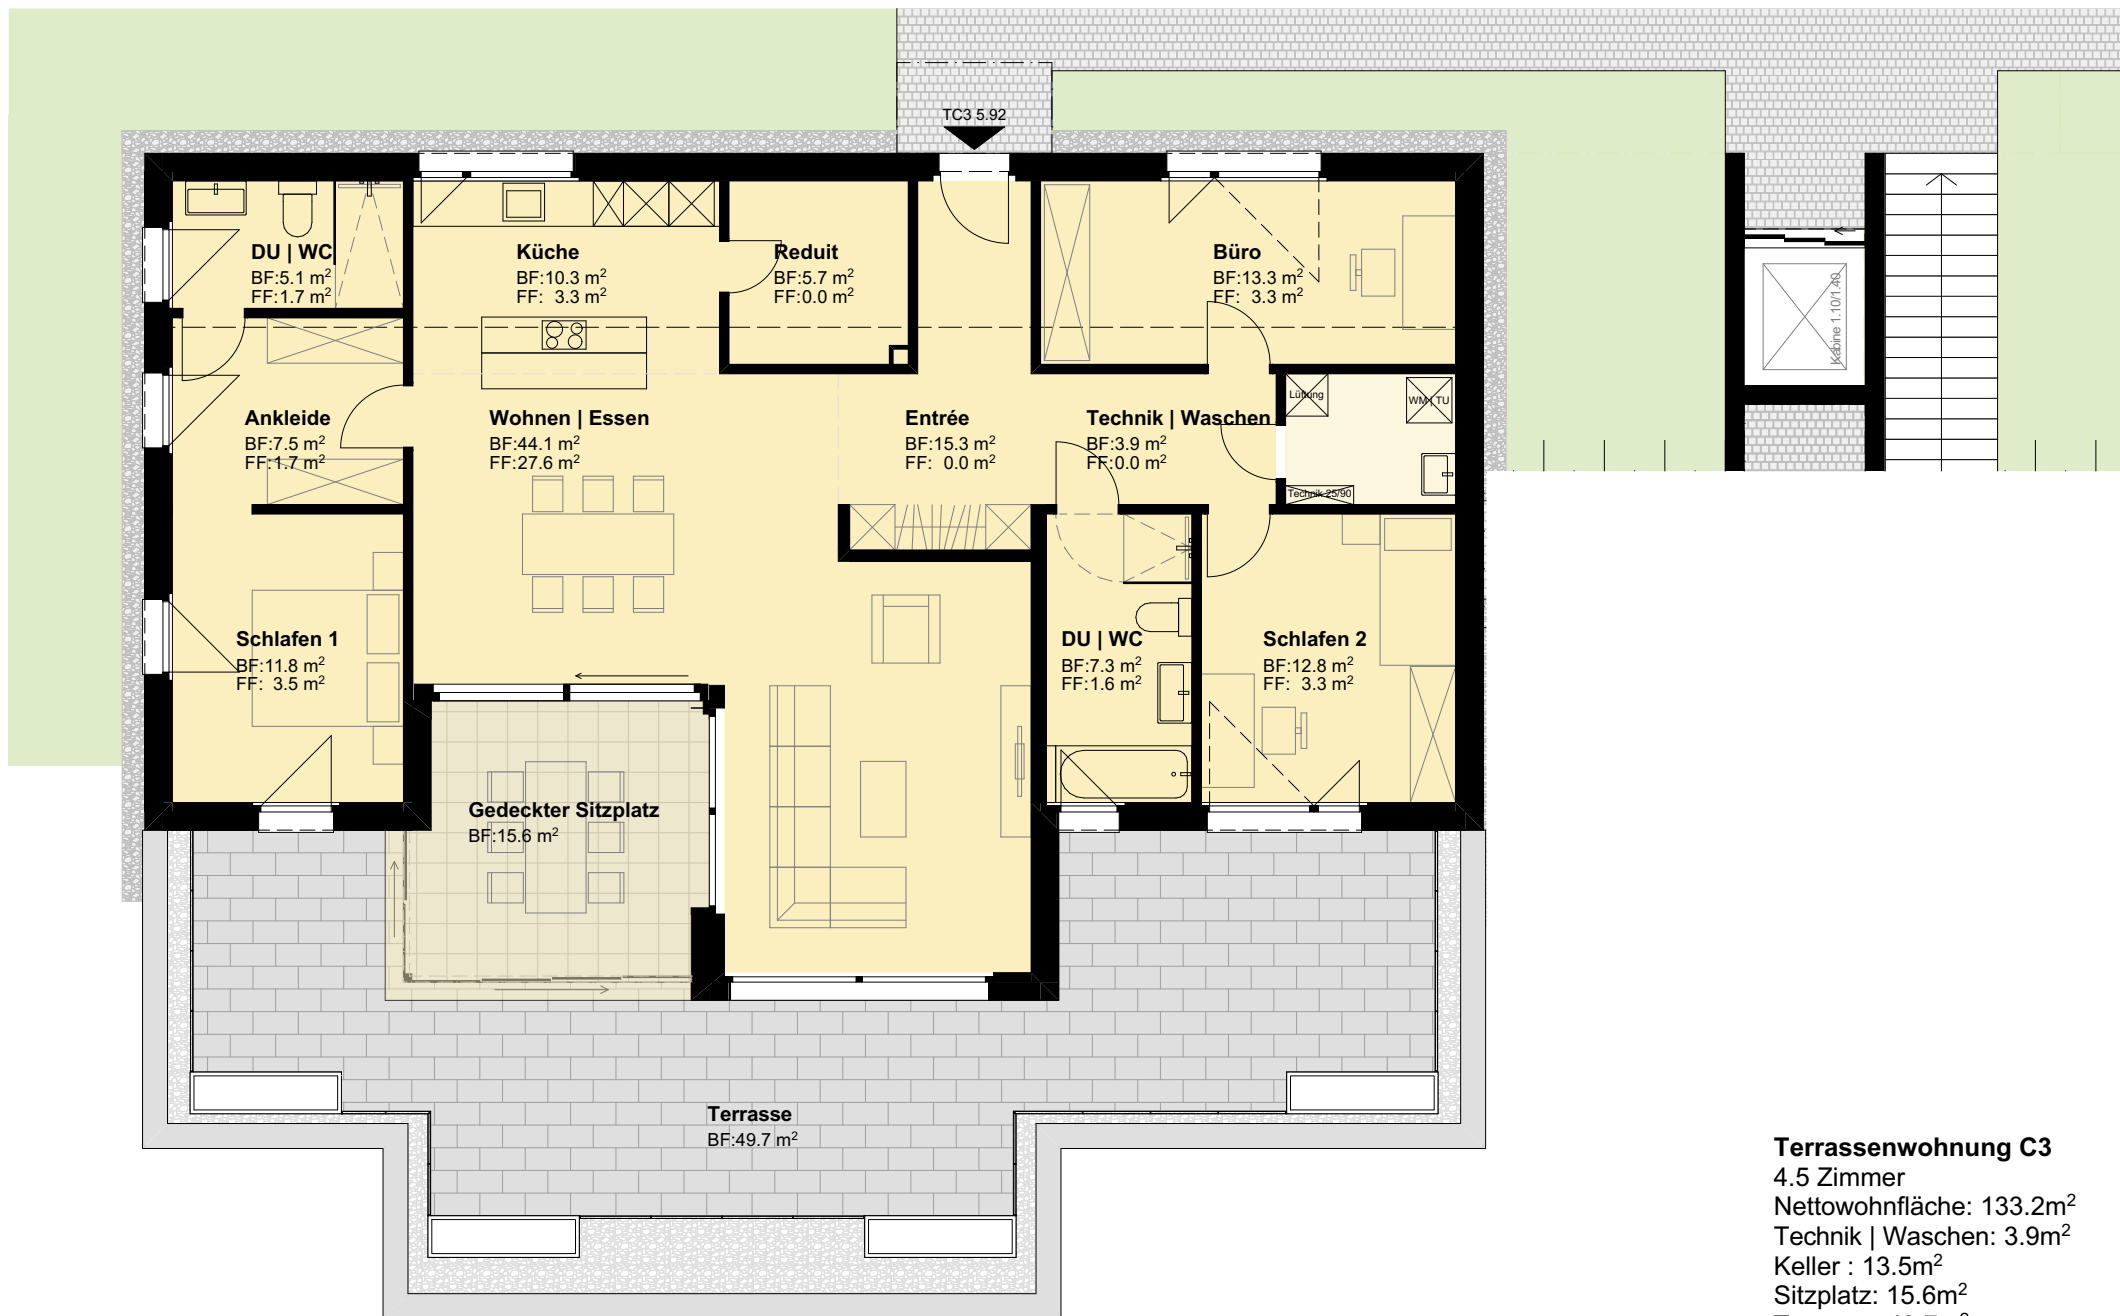 TC3 5.92
DU | WC
BF:5.1 m²
FF:1.7 m²
Küche
BF:10.3 m²
FF: 3.3 m²
Reduit
BF:5.7 m²
FF:0.0 m²
Büro
BF:13.3 m²
FF: 3.3 m²
Kabine 1.10/1.40
Ankleide
BF:7.5 m²
FF:1.7 m²
Wohnen | Essen
BF:44.1 m²
FF:27.6 m²
Entrée
BF:15.3 m²
FF: 0.0 m²
Technik | Waschen
BF:3.9 m²
FF:0.0 m²
Lüftung
WM | TU
Technik 25/90
Schlafen 1
BF:11.8 m²
FF: 3.5 m²
DU | WC
BF:7.3 m²
FF:1.6 m²
Schlafen 2
BF:12.8 m²
FF: 3.3 m²
Gedeckter Sitzplatz
BF:15.6 m²
Terrasse
BF:49.7 m²
Terrassenwohnung C3
4.5 Zimmer
Nettowohnfläche: 133.2m²
Technik | Waschen: 3.9m²
Keller : 13.5m²
Sitzplatz: 15.6m²